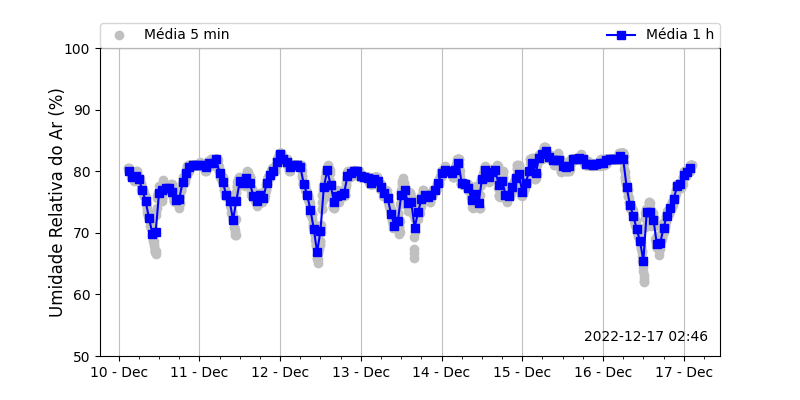 Média 5 min
Média 1 h
Umidade Relativa do Ar (%)
100
90
80
70
60
50
2022-12-17 02:46
10 - Dec
11 - Dec
12 - Dec
13 - Dec
14 - Dec
15 - Dec
16 - Dec
17 - Dec